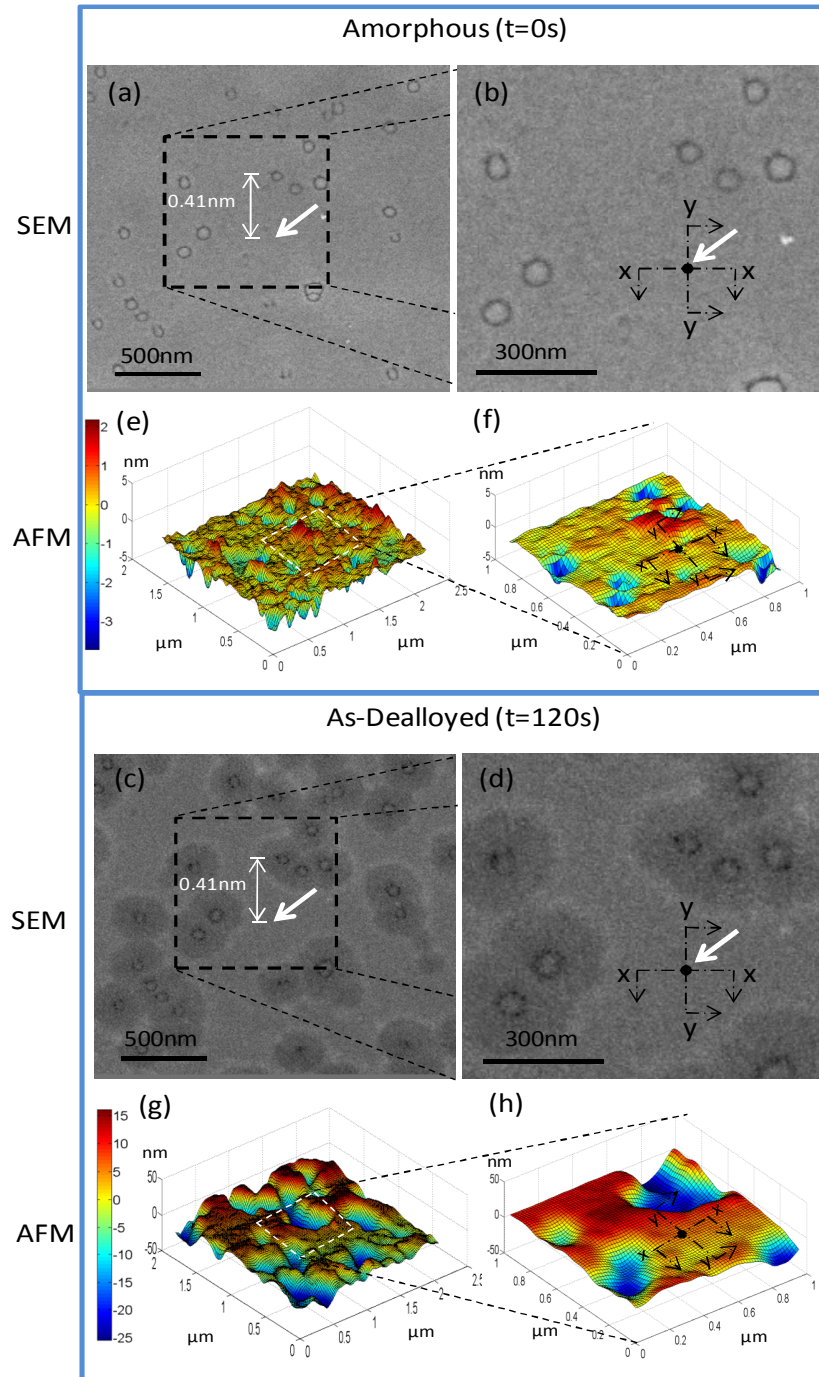 Amorphous (t=0s)
SEM
(a)
0.41nm
500nm
(b)
y
x x
y
300nm
AFM
(e)
2
1
0
-1
-2
-3
nm
5
0
-5
2
1.5
1
0.5
0
µm
0
0.5
1
1.5
2
2.5
µm
(f)
nm
5
0
-5
1
0.8
0.6
0.4
0.2
0
µm
0
0.2
0.4
0.6
0.8
1
µm
y x
x y
As-Dealloyed (t=120s)
SEM
(c)
0.41nm
500nm
(d)
y
x x
y
300nm
AFM
(g)
15
10
5
0
-5
-10
-15
-20
-25
nm
50
0
-50
2
1.5
1
0.5
0
µm
0
0.5
1
1.5
2
2.5
µm
(h)
nm
50
0
-50
1
0.8
0.6
0.4
0.2
0
µm
0
0.2
0.4
0.6
0.8
1
µm
y x
x y